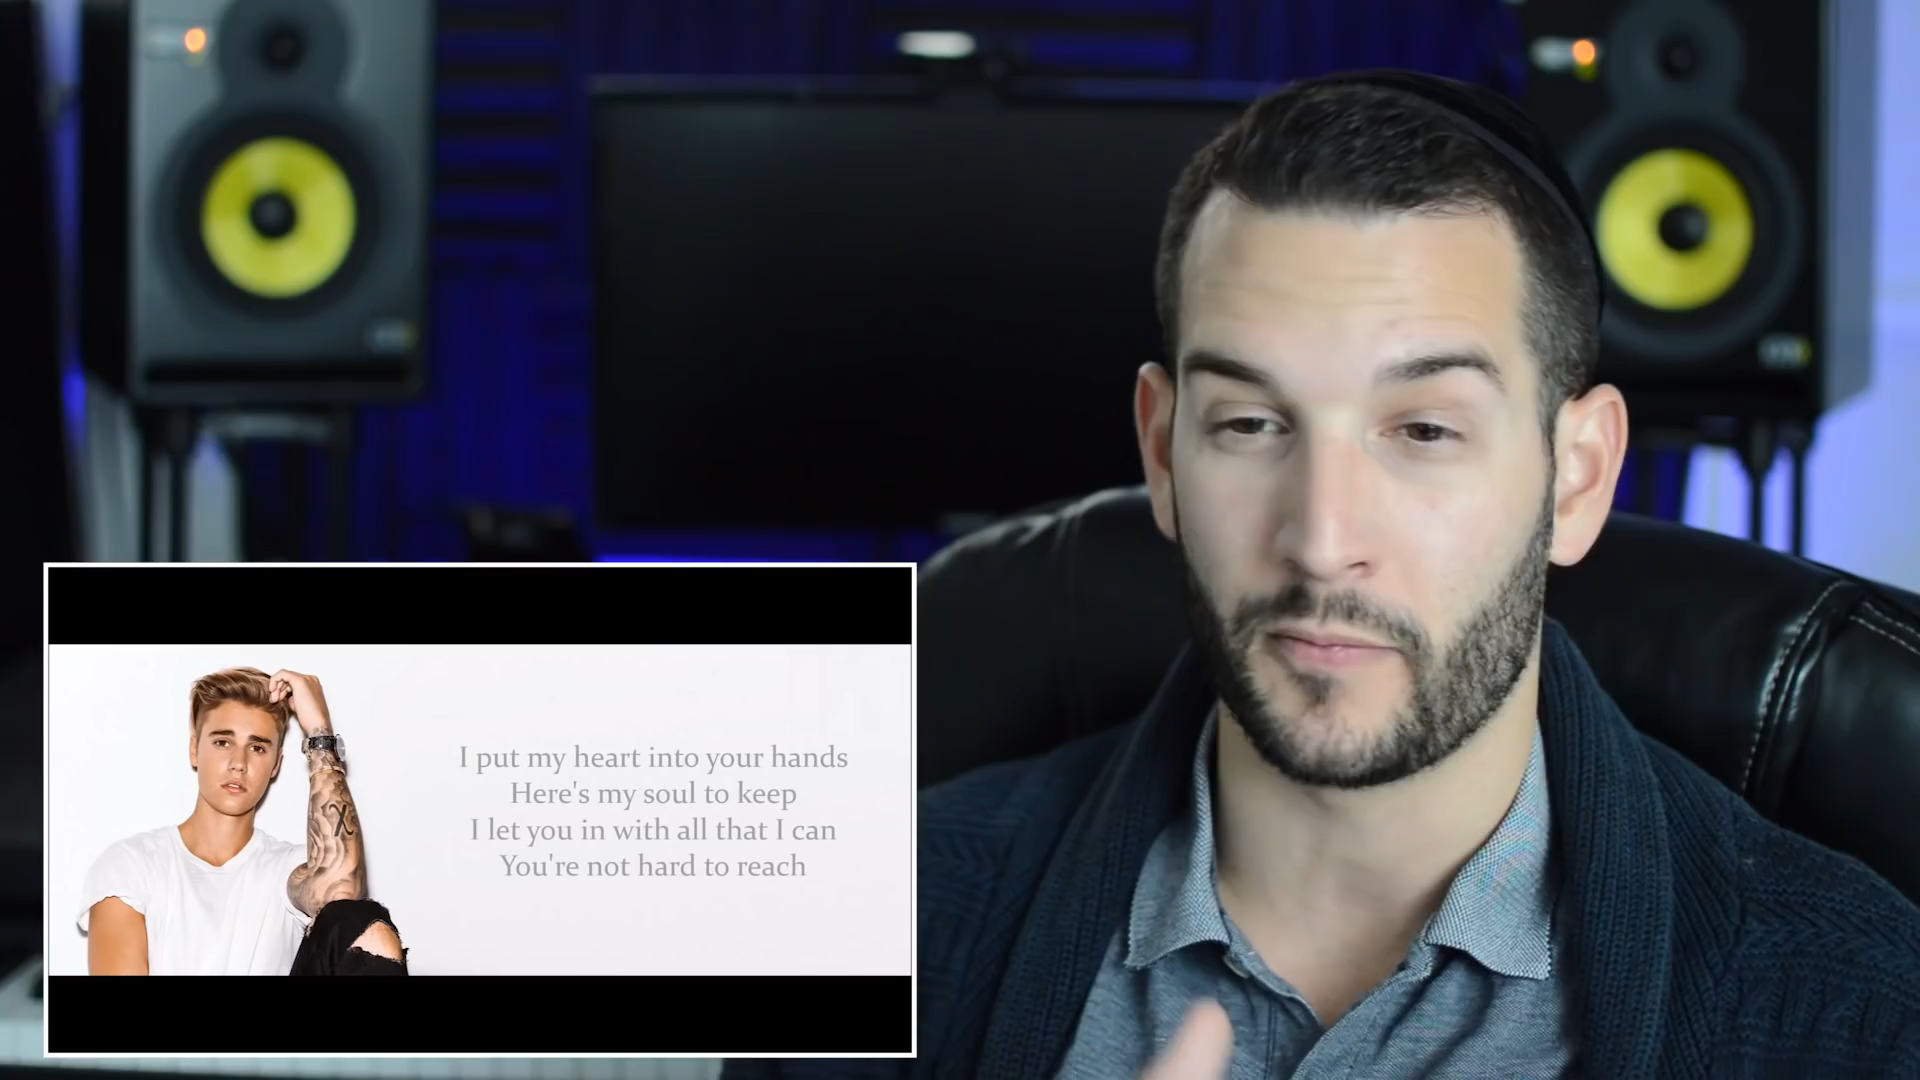 I put my heart into your hands
Here's my soul to keep
I let you in with all that I can
You're not hard to reach